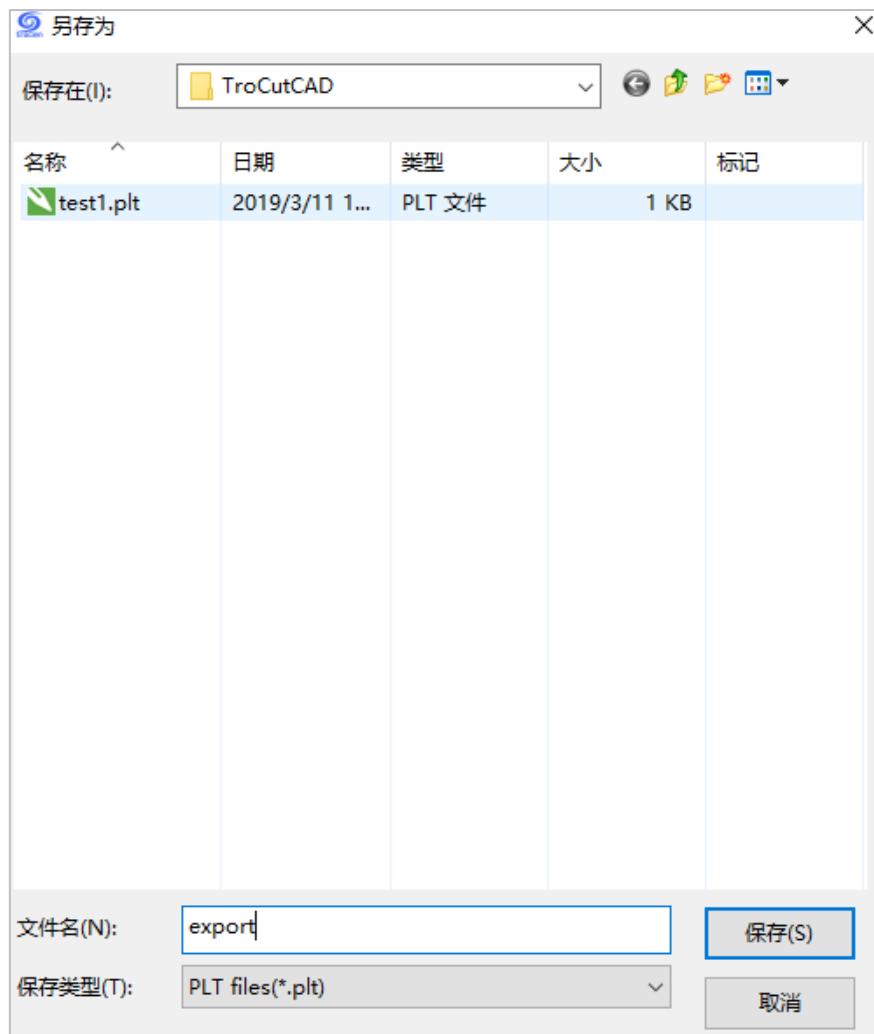 另存为
保存在(I):
TroCutCAD
名称 日期 类型 大小 标记
test1.plt 2019/3/11 1... PLT 文件 1 KB
文件名(N): export 保存(S)
保存类型(T): PLT files(*.plt) 取消